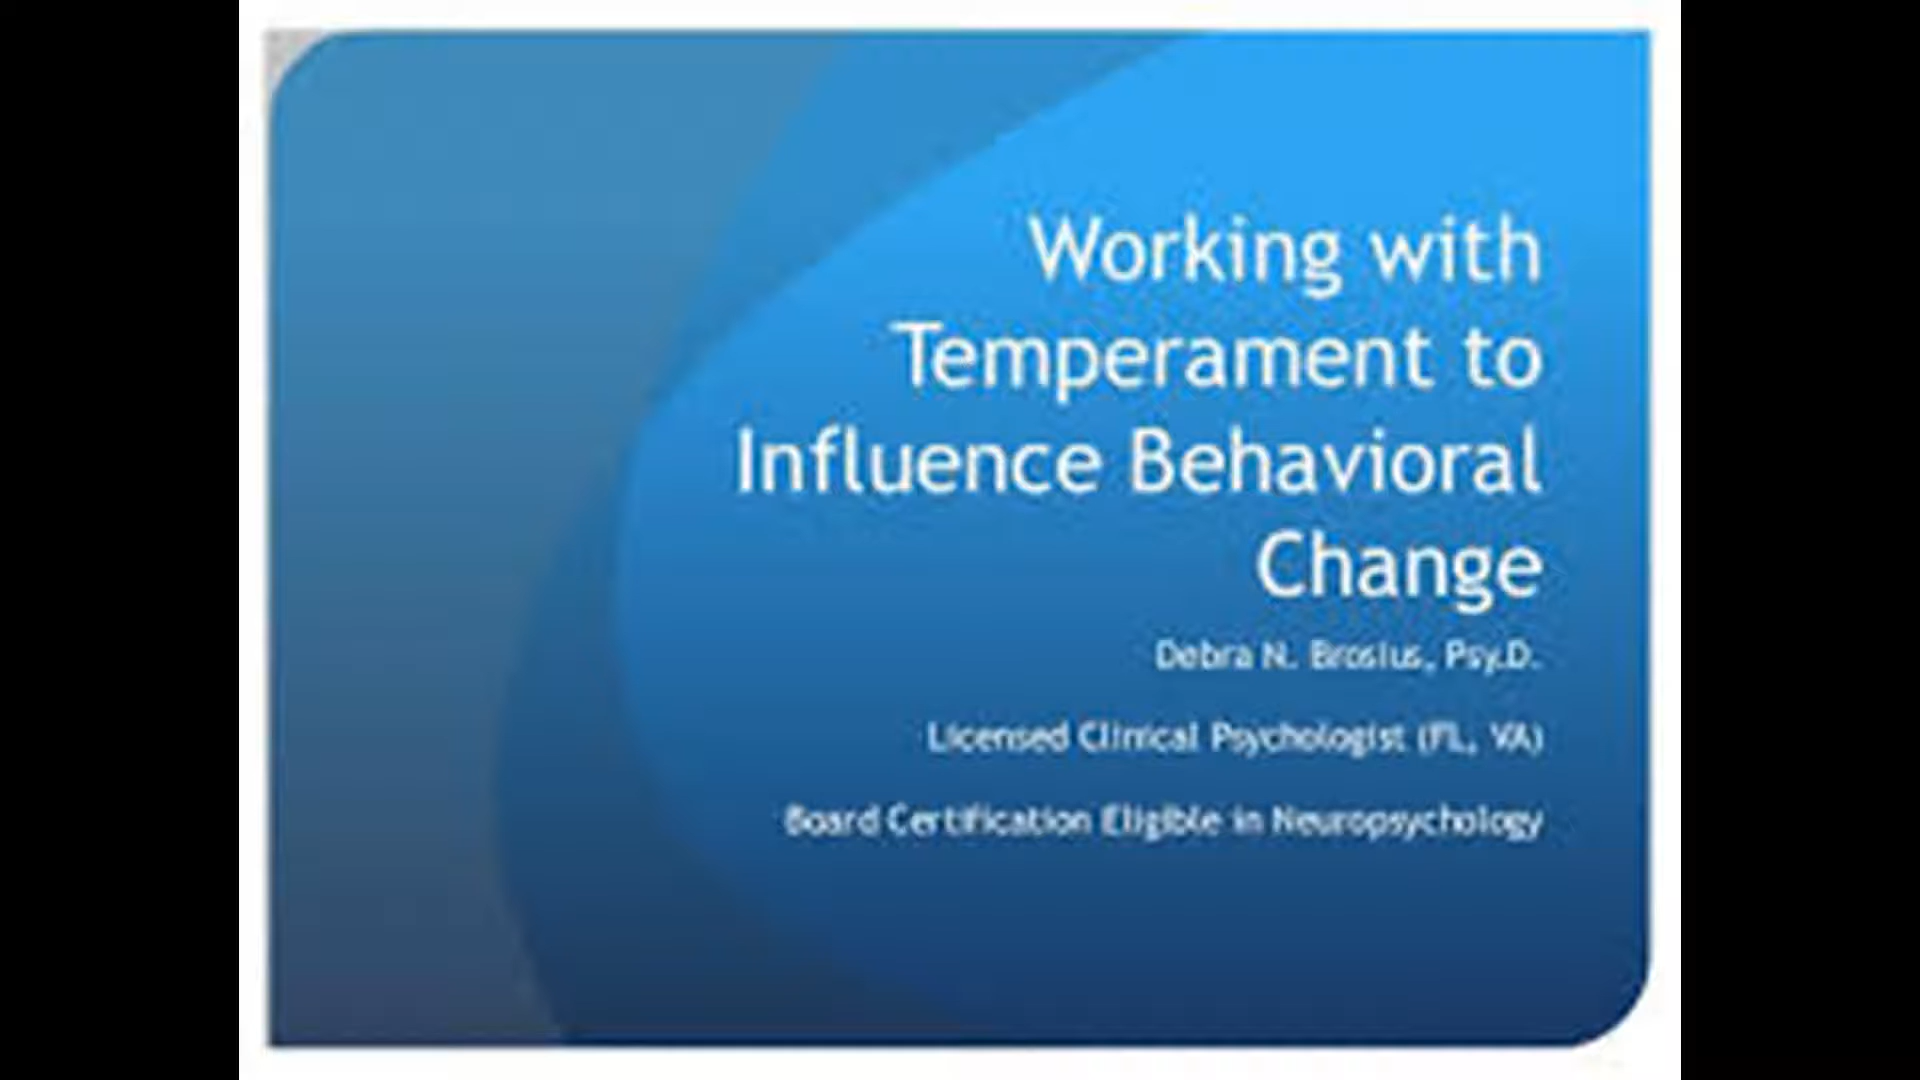 Working with
Temperament to
Influence Behavioral
Change
Debra N. Brosius, Psy.D.
Licensed Clinical Psychologist (FL, VA)
Board Certification Eligible in Neuropsychology